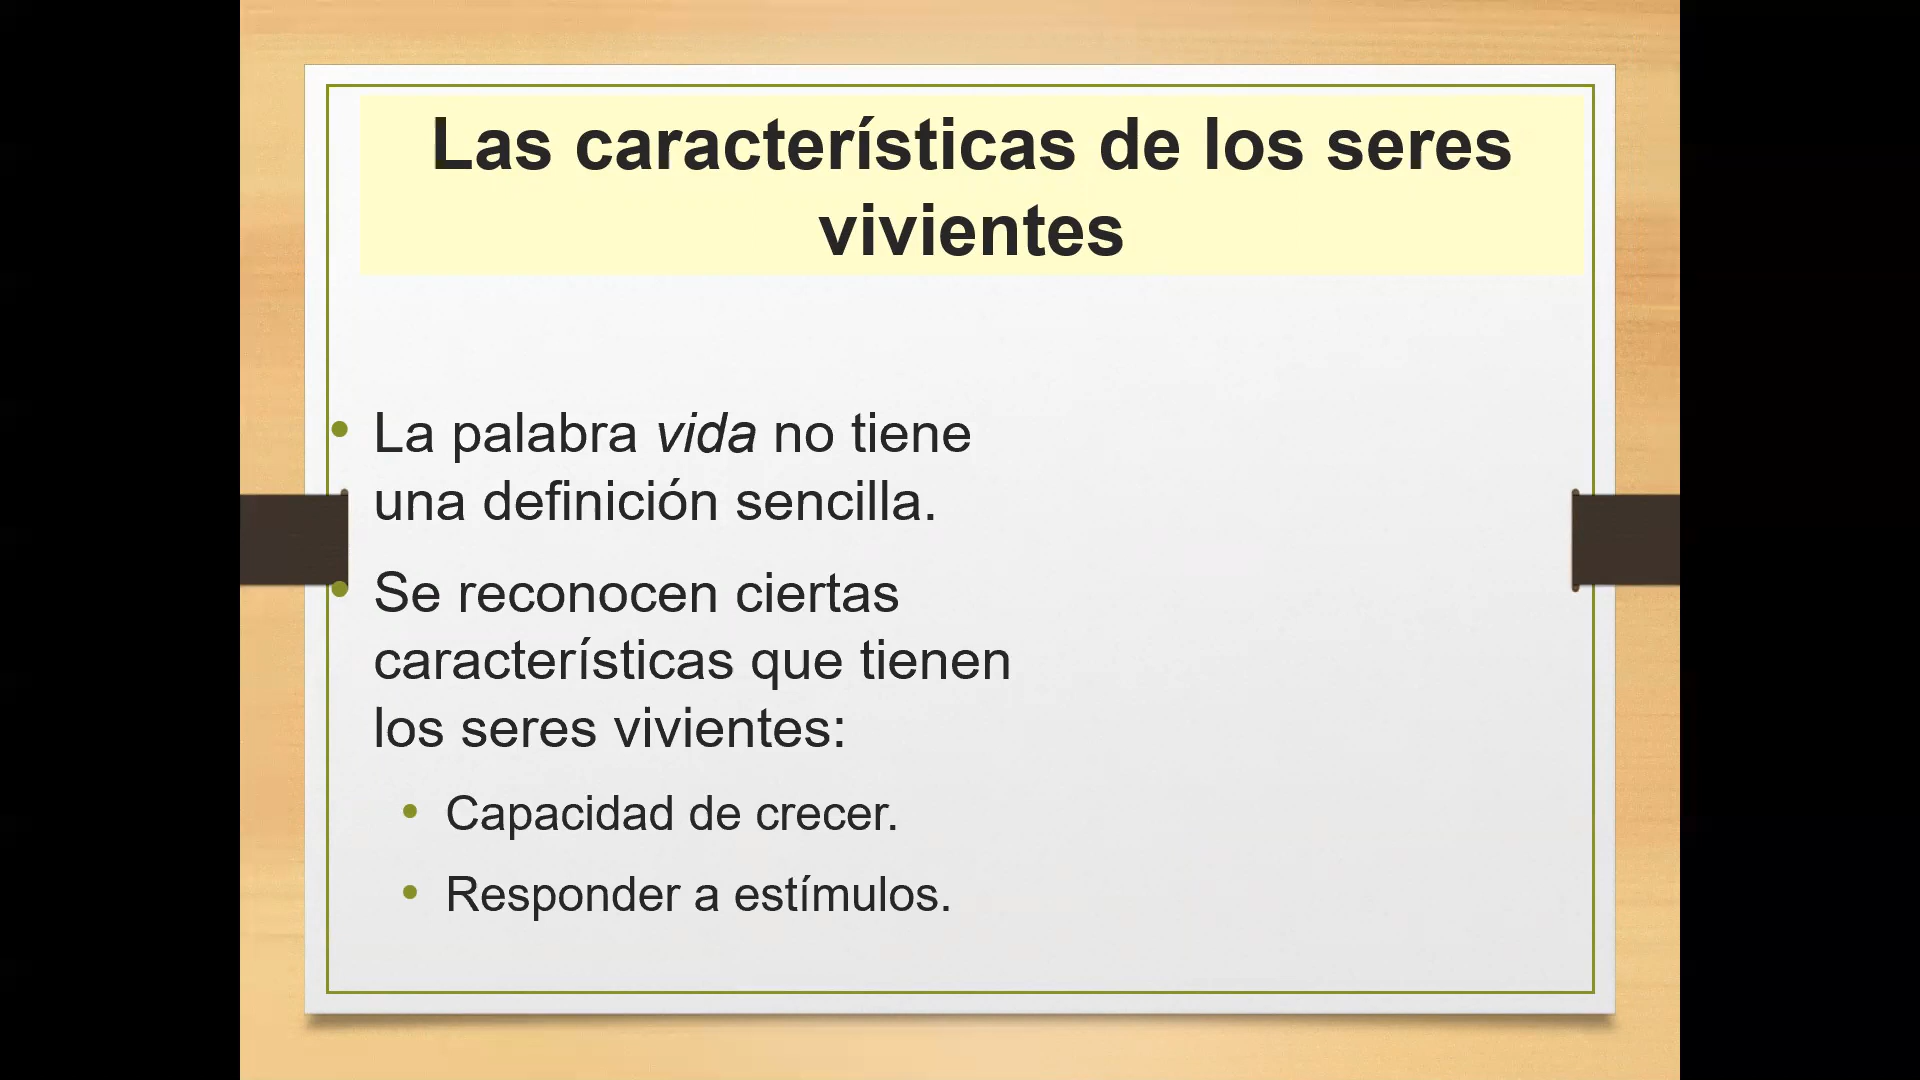 Las características de los seres
vivientes
• La palabra vida no tiene
una definición sencilla.
• Se reconocen ciertas
características que tienen
los seres vivientes:
• Capacidad de crecer.
• Responder a estímulos.